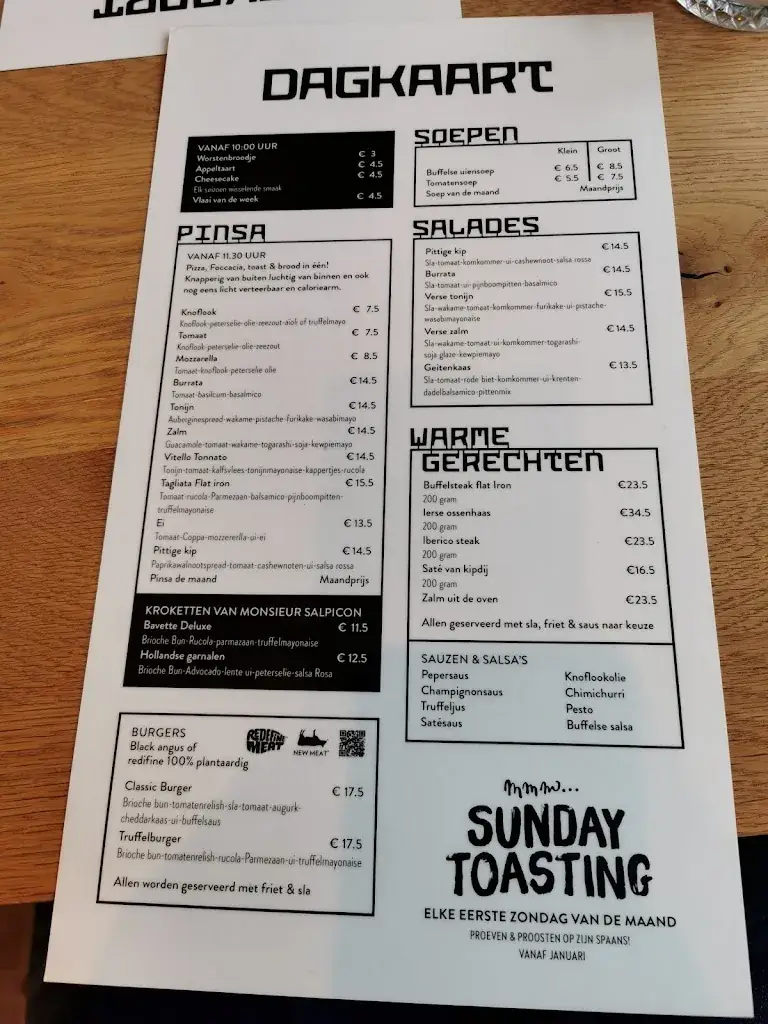 DAGKAART
VANAF 10:00 UUR
Worstenbroodje € 3
Appeltaart € 4.5
Cheesecake € 4.5
Elk seizoen wisselende smaak
Vlaai van de week € 4.5
PINSA
VANAF 11.30 UUR
Pizza, Foccacia, toast & brood in één!
Knapperig van buiten luchtig van binnen en ook
nog eens licht verteerbaar en caloriearm.
Knoflook € 7.5
Knoflook-peterselie-olie-zeezout-aioli of truffelmayo
Tomaat € 7.5
Knoflook-peterselie-olie-zeezout
Mozzarella € 8.5
Tomaat-knoflook-peterselie olie
Burrata € 14.5
Tomaat-basilcum-basalmico
Tonijn € 14.5
Auberginespread-wakame-pistache-furikake-wasabimayo
Zalm € 14.5
Guacamole-tomaat-wakame-togarashi-soja-kewpiemayo
Vitello Tonnato € 14.5
Tonijn-tomaat-kalfsvlees-tonijnmayonaise-kappertjes-rucola
Tagliata Flat iron € 15.5
Tomaat-rucola-Parmezaan-balsamico-pijnboompitten-
truffelmayonaise
Ei € 13.5
Tomaat-Coppa-mozzererlla-ui-ei
Pittige kip € 14.5
Paprikawalnootspread-tomaat-cashewnoten-ui-salsa rossa
Pinsa de maand Maandprijs
KROKETTEN VAN MONSIEUR SALPICON
Bavette Deluxe € 11.5
Brioche Bun-Rucola-parmazaan-truffelmayonaise
Hollandse garnalen € 12.5
Brioche Bun-Advocado-lente ui-peterselie-salsa Rosa
BURGERS
Black angus of
redifine 100% plantaardig
REDEFINE
MEAT
NEW MEAT
Classic Burger € 17.5
Brioche bun-tomatenrelish-sla-tomaat-augurk-
cheddarkaas-ui-buffelsaus
Truffelburger € 17.5
Brioche bun-tomatenrelish-rucola-Parmezaan-ui-truffelmayonaise
Allen worden geserveerd met friet & sla
SOEPEN
Klein Groot
Buffelse uiensoep € 6.5 € 8.5
Tomatensoep € 5.5 € 7.5
Soep van de maand Maandprijs
SALADES
Pittige kip € 14.5
Sla-tomaat-komkommer-ui-cashewnoot-salsa rossa
Burrata € 14.5
Sla-tomaat-ui-pijnboompitten-basalmico
Verse tonijn € 15.5
Sla-wakame-tomaat-komkommer-furikake-ui-pistache-
wasabimayonaise
Verse zalm € 14.5
Sla-wakame-tomaat-ui-komkommer-togarashi-
soja glaze-kewpiemayo
Geitenkaas € 13.5
Sla-tomaat-rode biet-komkommer-ui-krenten-
dadelbalsamico-pittenmix
WARME
GERECHTEN
Buffelsteak flat Iron €23.5
200 gram
Ierse ossenhaas €34.5
200 gram
Iberico steak €23.5
200 gram
Saté van kipdij €16.5
200 gram
Zalm uit de oven €23.5
Allen geserveerd met sla, friet & saus naar keuze
SAUZEN & SALSA'S
Pepersaus Knoflookolie
Champignonsaus Chimichurri
Truffeljus Pesto
Satésaus Buffelse salsa
mmm...
SUNDAY
TOASTING
ELKE EERSTE ZONDAG VAN DE MAAND
PROEVEN & PROOSTEN OP ZIJN SPAANS!
VANAF JANUARI